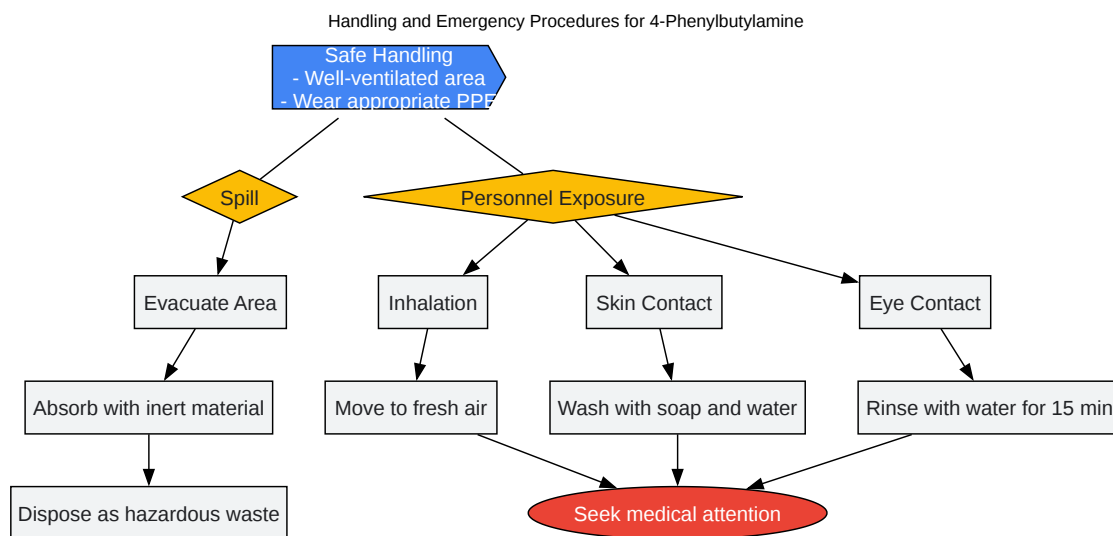 Handling and Emergency Procedures for 4-Phenylbutylamine
Safe Handling
- Well-ventilated area
- Wear appropriate PPE
Spill
Personnel Exposure
Evacuate Area
Inhalation
Skin Contact
Eye Contact
Absorb with inert material
Move to fresh air
Wash with soap and water
Rinse with water for 15 min
Dispose as hazardous waste
Seek medical attention